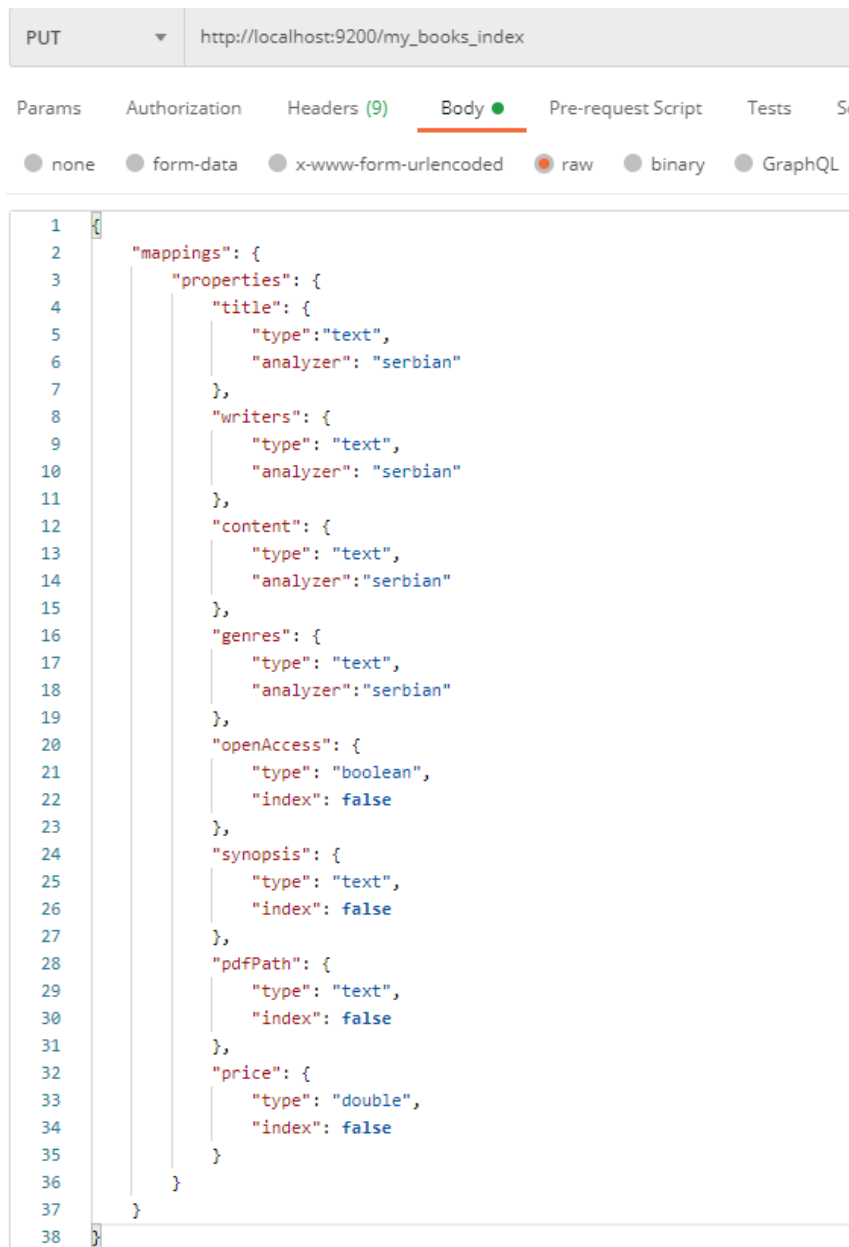 PUT http://localhost:9200/my_books_index
Params Authorization Headers (9) Body Pre-request Script Tests
none form-data x-www-form-urlencoded raw binary GraphQL
1 {
2 "mappings": {
3 "properties": {
4 "title": {
5 "type":"text",
6 "analyzer": "serbian"
7 },
8 "writers": {
9 "type": "text",
10 "analyzer": "serbian"
11 },
12 "content": {
13 "type": "text",
14 "analyzer":"serbian"
15 },
16 "genres": {
17 "type": "text",
18 "analyzer":"serbian"
19 },
20 "openAccess": {
21 "type": "boolean",
22 "index": false
23 },
24 "synopsis": {
25 "type": "text",
26 "index": false
27 },
28 "pdfPath": {
29 "type": "text",
30 "index": false
31 },
32 "price": {
33 "type": "double",
34 "index": false
35 }
36 }
37 }
38 }